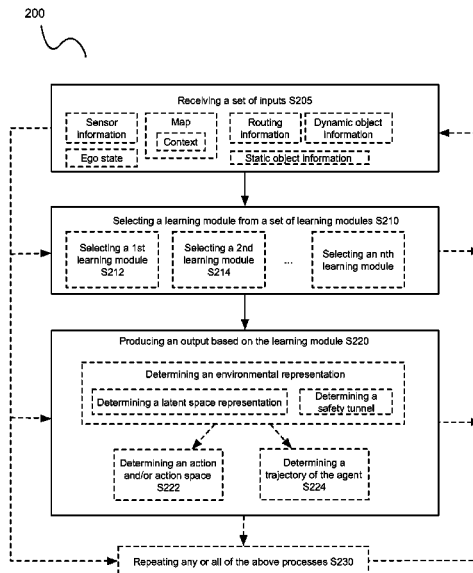 200
Receiving a set of inputs S205
Sensor
information
Map
Context
Routing
information
Dynamic object
information
Ego state
Static object information
Selecting a learning module from a set of learning modules S210
Selecting a 1st
learning module
S212
Selecting a 2nd
learning module
S214
...
Selecting an nth
learning module
Producing an output based on the learning module S220
Determining an environmental representation
Determining a latent space representation
Determining a
safety tunnel
Determining an action
and/or action space
S222
Determining a
trajectory of the agent
S224
Repeating any or all of the above processes S230